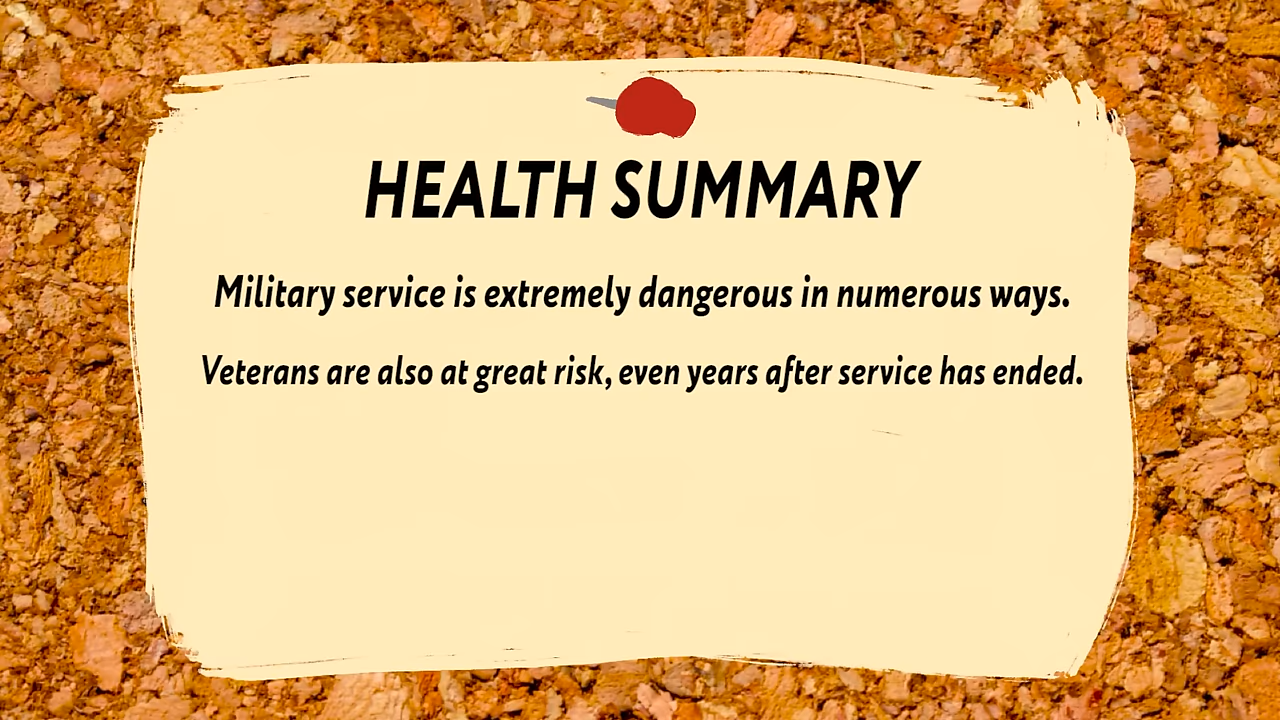 HEALTH SUMMARY
Military service is extremely dangerous in numerous ways.
Veterans are also at great risk, even years after service has ended.